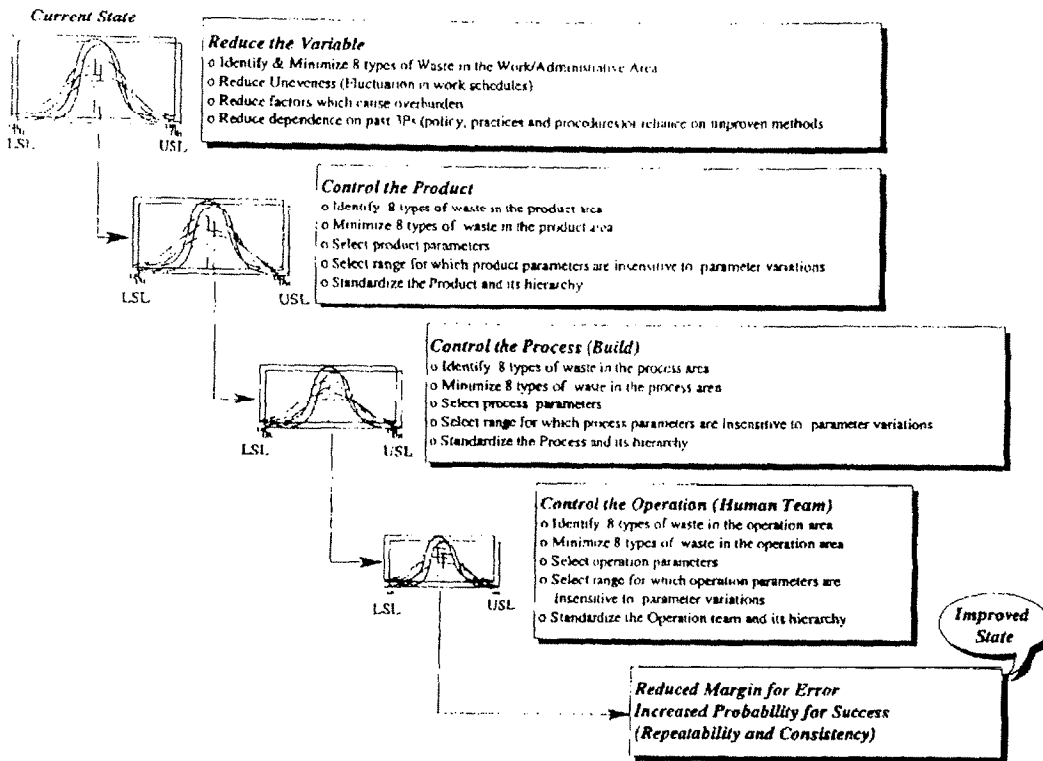 Current State
LSL
USL
Reduce the Variable
o Identify & Minimize 8 types of Waste in the Work/Administrative Area
o Reduce Uneveness (Fluctuation in work schedules)
o Reduce factors which cause overburden
o Reduce dependence on past 3Ps (policy, practices and procedures)or reliance on unproven methods
LSL
USL
Control the Product
o Identify 8 types of waste in the product area
o Minimize 8 types of waste in the product area
o Select product parameters
o Select range for which product parameters are insensitive to parameter variations
o Standardize the Product and its hierarchy
LSL
USL
Control the Process (Build)
o Identify 8 types of waste in the process area
o Minimize 8 types of waste in the process area
o Select process parameters
o Select range for which process parameters are Insensitive to parameter variations
o Standardize the Process and its hierarchy
LSL
USL
Control the Operation (Human Team)
o Identify 8 types of waste in the operation area
o Minimize 8 types of waste in the operation area
o Select operation parameters
o Select range for which operation parameters are
Insensitive to parameter variations
o Standardize the Operation team and its hierarchy
Improved
State
Reduced Margin for Error
Increased Probability for Success
(Repeatability and Consistency)